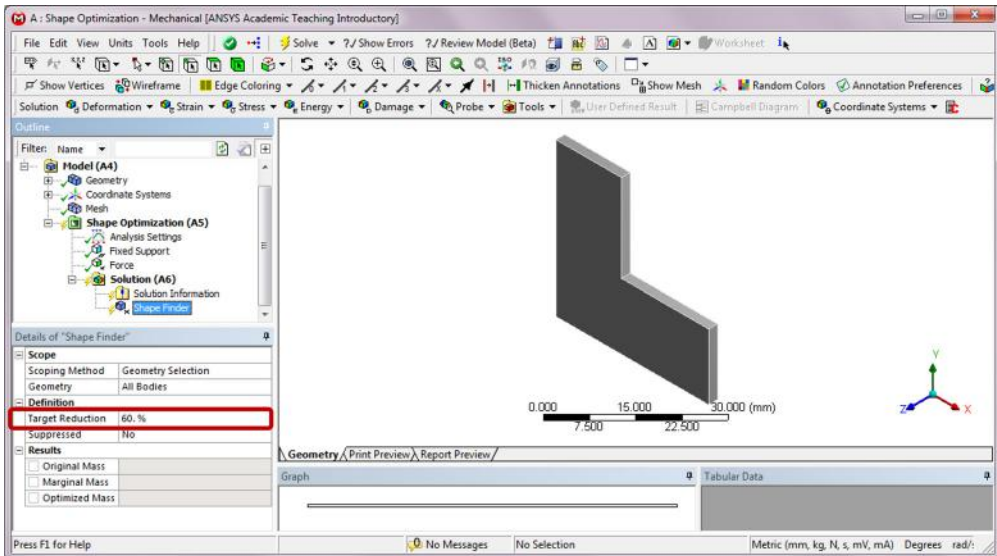 A : Shape Optimization - Mechanical [ANSYS Academic Teaching Introductory]
File Edit View Units Tools Help Solve ?/ Show Errors ?/ Review Model (Beta) A Worksheet
Show Vertices Wireframe Edge Coloring Thicken Annotations Show Mesh Random Colors Annotation Preferences
Solution Deformation Strain Stress Energy Damage Probe Tools User Defined Result Campbell Diagram Coordinate Systems
Outline
Filter: Name
Model (A4)
Geometry
Coordinate Systems
Mesh
Shape Optimization (A5)
Analysis Settings
Fixed Support
Force
Solution (A6)
Solution Information
Shape Finder
Details of "Shape Finder"
Scope
Scoping Method Geometry Selection
Geometry All Bodies
Definition
Target Reduction 60. %
Suppressed No
Results
Original Mass
Marginal Mass
Optimized Mass
0.000 15.000 30.000 (mm)
7.500 22.500
Y
Z X
Geometry Print Preview Report Preview
Graph
Tabular Data
Press F1 for Help 0 No Messages No Selection Metric (mm, kg, N, s, mV, mA) Degrees rad/